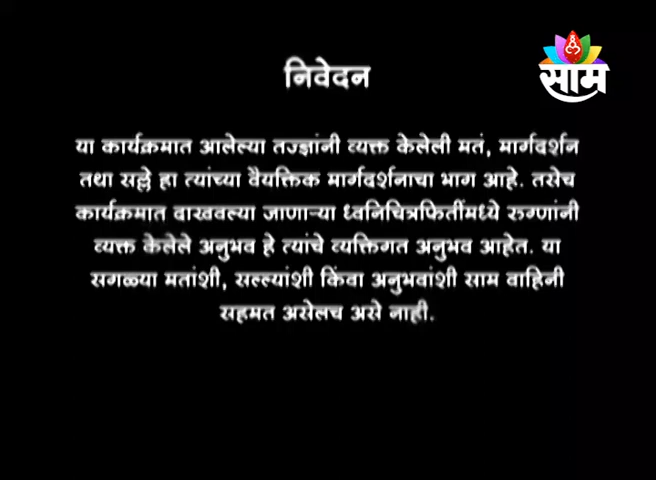 निवेदन
साम
या कार्यक्रमात आलेल्या तज्ज्ञांनी व्यक्त केलेली मतं, मार्गदर्शन
तथा सल्ले हा त्यांच्या वैयक्तिक मार्गदर्शनाचा भाग आहे. तसेच
कार्यक्रमात दाखवल्या जाणाऱ्या ध्वनिचित्रफितींमध्ये रुग्णांनी
व्यक्त केलेले अनुभव हे त्यांचे व्यक्तिगत अनुभव आहेत. या
सगळ्या मतांशी, सल्ल्यांशी किंवा अनुभवांशी साम वाहिनी
सहमत असेलच असे नाही.